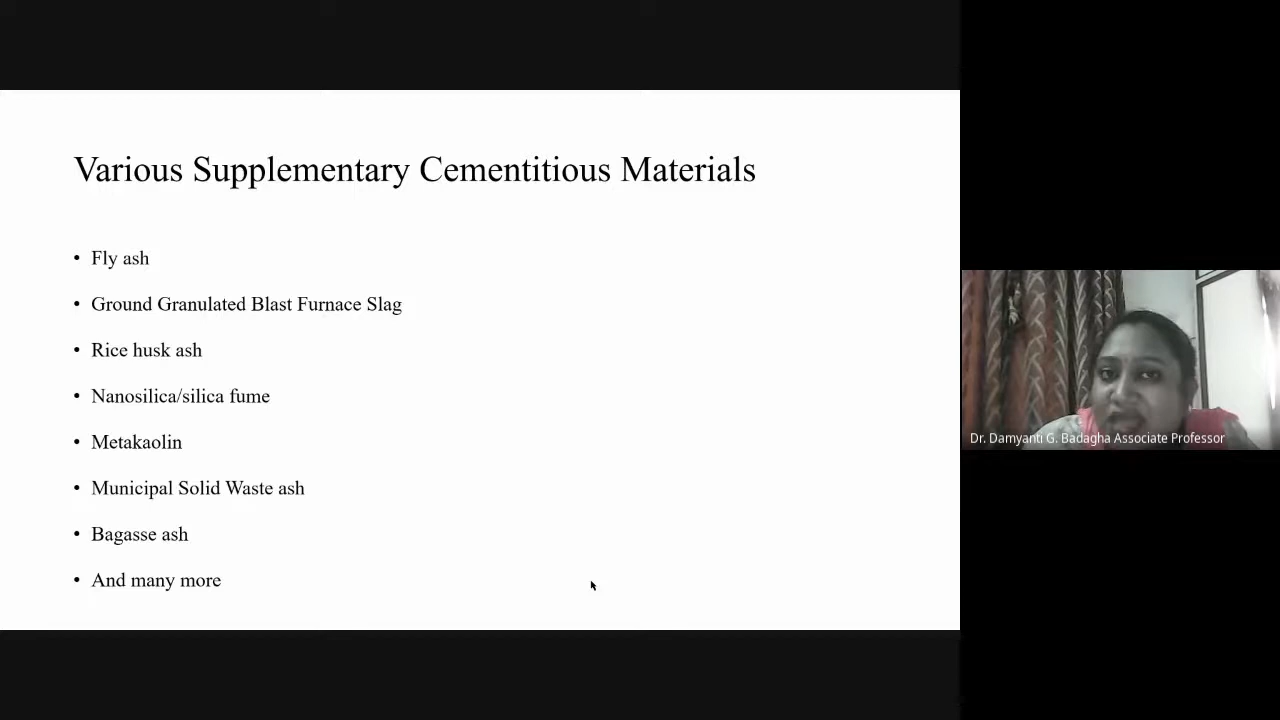 Various Supplementary Cementitious Materials
• Fly ash
• Ground Granulated Blast Furnace Slag
• Rice husk ash
• Nanosilica/silica fume
• Metakaolin
• Municipal Solid Waste ash
• Bagasse ash
• And many more
Dr. Damyanti G. Badagha Associate Professor